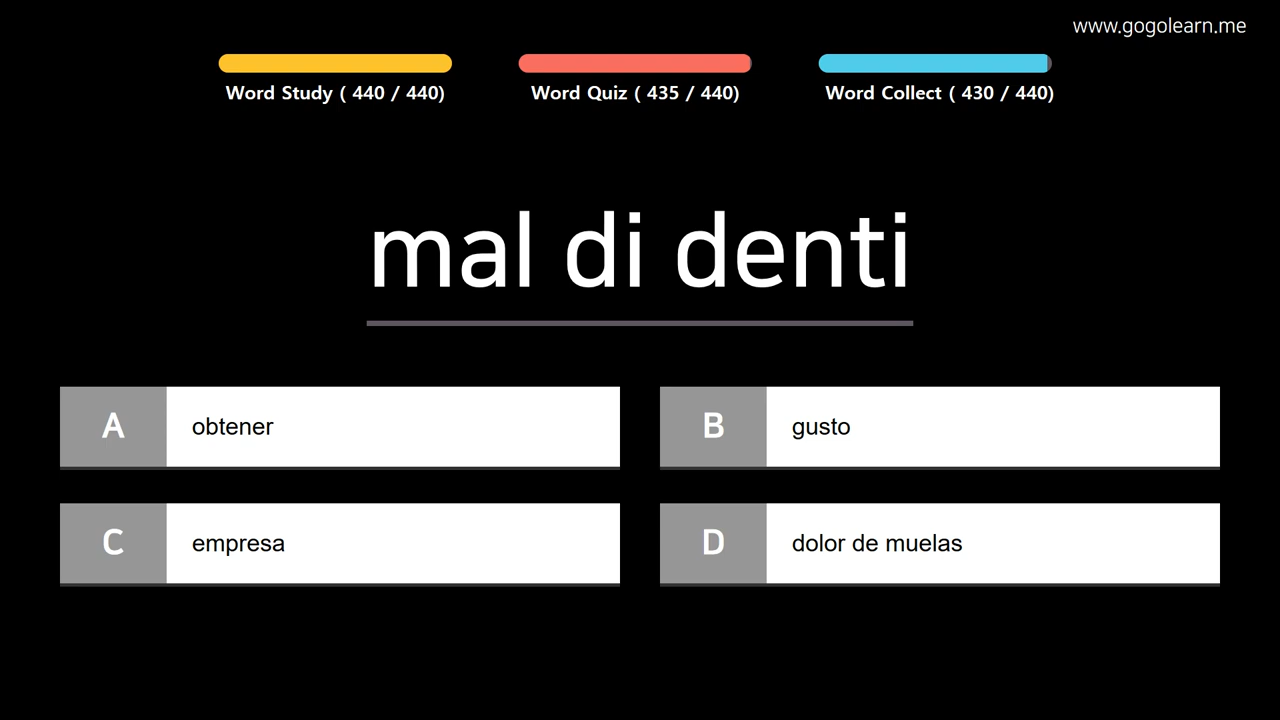 www.gogolearn.me
Word Study ( 440 / 440)
Word Quiz ( 435 / 440)
Word Collect ( 430 / 440)
mal di denti
A obtener
B gusto
C empresa
D dolor de muelas